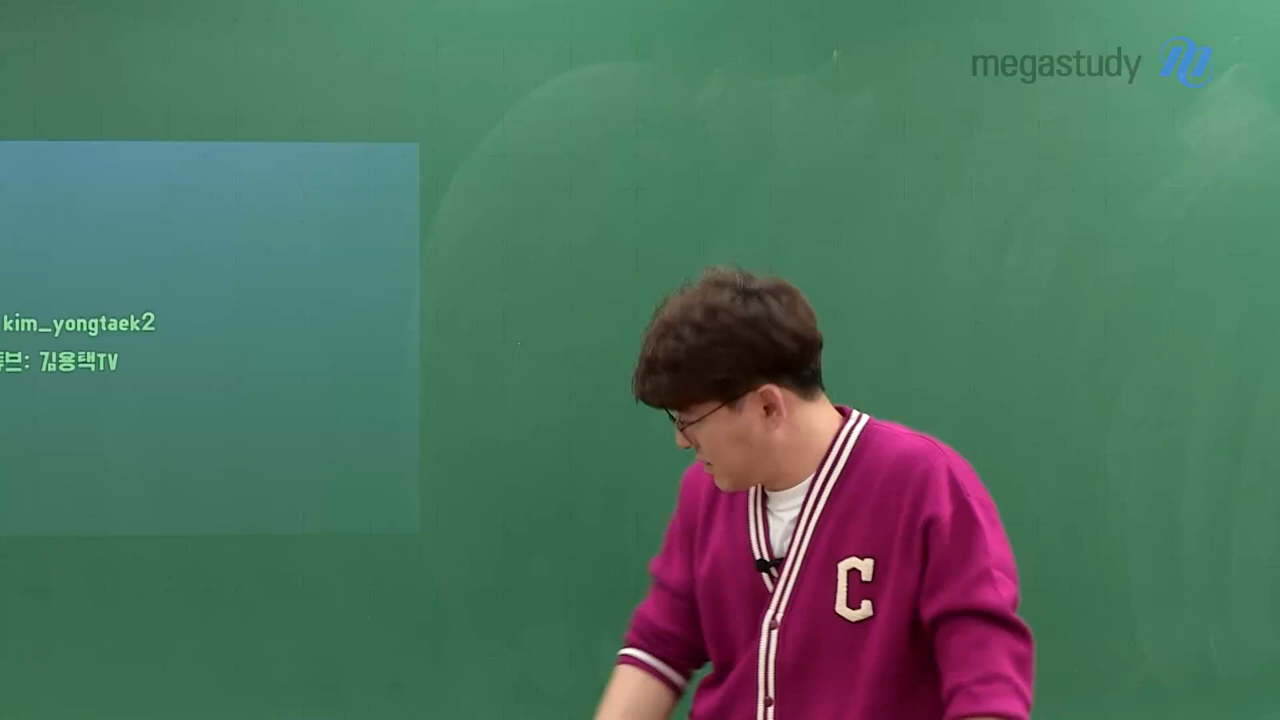 megastudy
kim_yongtaek2
튜브: 김용택TV
C